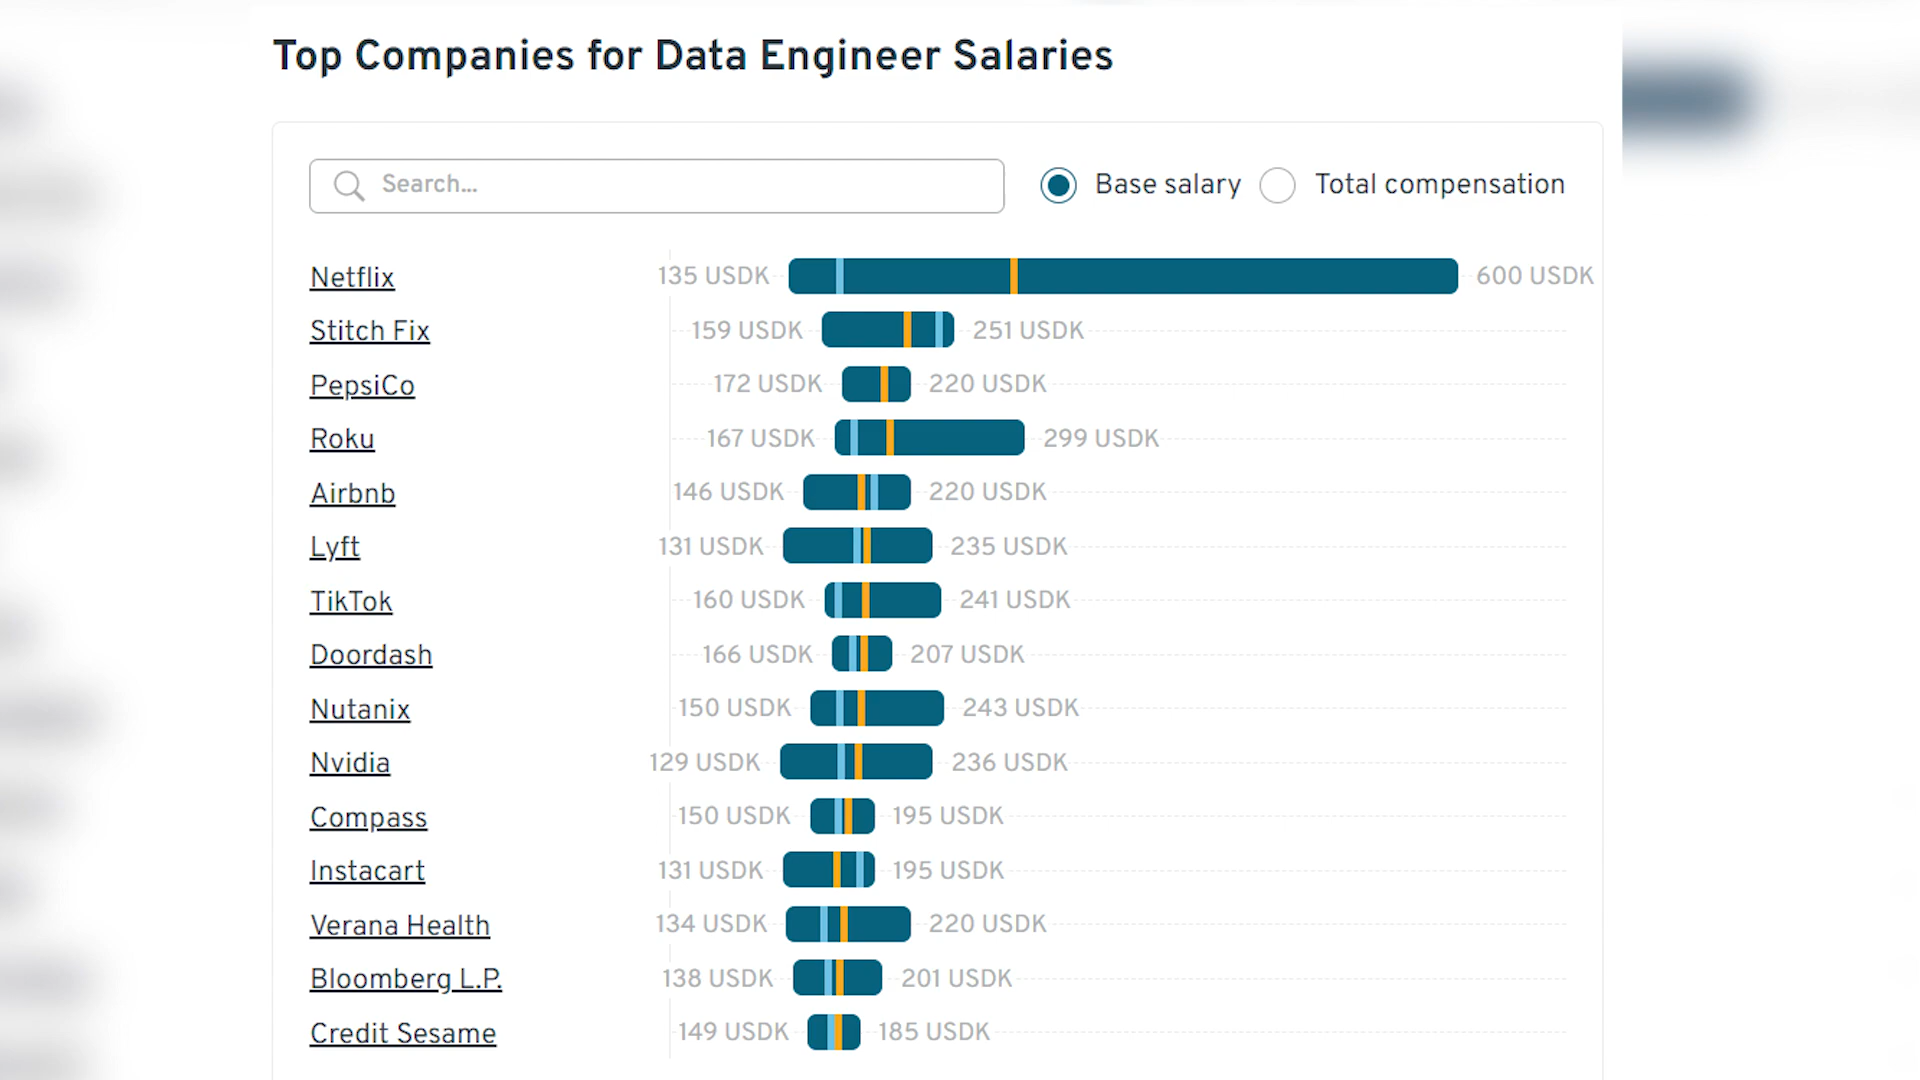 Top Companies for Data Engineer Salaries
Search...
Base salary
Total compensation
Netflix 135 USDK 600 USDK
Stitch Fix 159 USDK 251 USDK
PepsiCo 172 USDK 220 USDK
Roku 167 USDK 299 USDK
Airbnb 146 USDK 220 USDK
Lyft 131 USDK 235 USDK
TikTok 160 USDK 241 USDK
Doordash 166 USDK 207 USDK
Nutanix 150 USDK 243 USDK
Nvidia 129 USDK 236 USDK
Compass 150 USDK 195 USDK
Instacart 131 USDK 195 USDK
Verana Health 134 USDK 220 USDK
Bloomberg L.P. 138 USDK 201 USDK
Credit Sesame 149 USDK 185 USDK